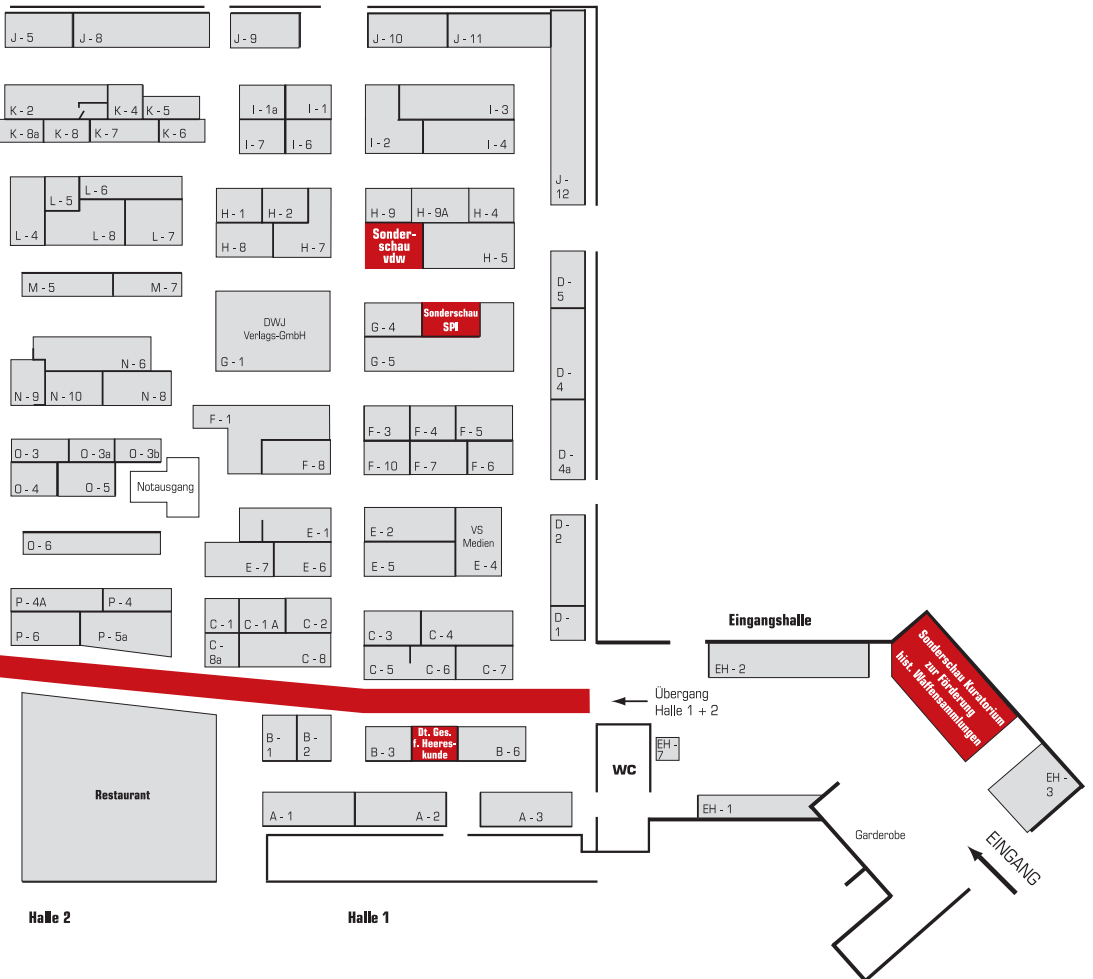 J - 5
J - 8
J - 9
J - 10
J - 11
K - 2
K - 4
K - 5
I - 1a
I - 1
I - 3
K - 8a
K - 8
K - 7
K - 6
I - 7
I - 6
I - 2
I - 4
J -
12
L - 6
L - 5
L - 4
L - 8
L - 7
H - 1
H - 2
H - 8
H - 7
H - 9
H - 9A
H - 4
Sonder-
schau
vdw
H - 5
M - 5
M - 7
D -
5
DWJ
Verlags-GmbH
G - 1
G - 4
Sonderschau
SPI
G - 5
N - 6
N - 9
N - 10
N - 8
D -
4
F - 1
F - 8
F - 3
F - 4
F - 5
F - 10
F - 7
F - 6
D -
4a
O - 3
O - 3a
O - 3b
O - 4
O - 5
Notausgang
O - 6
E - 1
E - 7
E - 6
E - 2
E - 5
VS
Medien
E - 4
D -
2
P - 4A
P - 4
P - 6
P - 5a
C - 1
C - 1 A
C - 2
C -
8a
C - 8
C - 3
C - 4
C - 5
C - 6
C - 7
D -
1
Eingangshalle
EH - 2
Sonderschau Kuratorium
zur Förderung
hist. Waffensammlungen
Übergang
Halle 1 + 2
B -
1
B -
2
B - 3
Dt. Ges.
f. Heeres-
kunde
B - 6
WC
EH -
7
EH -
3
Restaurant
A - 1
A - 2
A - 3
EH - 1
Garderobe
EINGANG
Halle 2
Halle 1